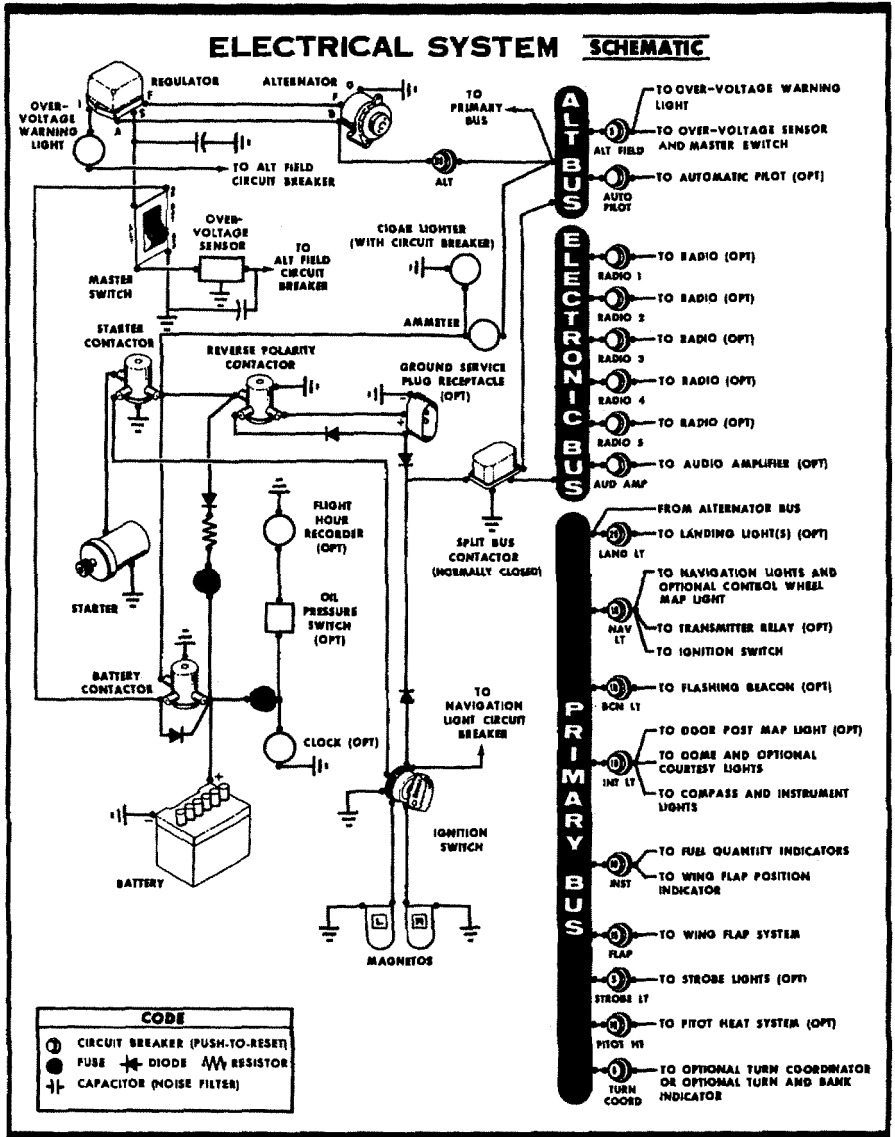 ELECTRICAL SYSTEM SCHEMATIC
REGULATOR
ALTERNATOR
G
F
B
I
F
S
A
OVER-
VOLTAGE
WARNING
LIGHT
TO ALT FIELD
CIRCUIT BREAKER
TO
PRIMARY
BUS
ALT
OVER-
VOLTAGE
SENSOR
TO
ALT FIELD
CIRCUIT
BREAKER
MASTER
SWITCH
CIGAR LIGHTER
(WITH CIRCUIT BREAKER)
AMMETER
STARTER
CONTACTOR
REVERSE POLARITY
CONTACTOR
GROUND SERVICE
PLUG RECEPTACLE
(OPT)
-
+
STARTER
FLIGHT
HOUR
RECORDER
(OPT)
OIL
PRESSURE
SWITCH
(OPT)
SPLIT BUS
CONTACTOR
(NORMALLY CLOSED)
BATTERY
CONTACTOR
CLOCK (OPT)
TO
NAVIGATION
LIGHT CIRCUIT
BREAKER
+
-
BATTERY
IGNITION
SWITCH
L
R
MAGNETOS
ALT BUS
5
ALT FIELD
TO OVER-VOLTAGE WARNING
LIGHT
TO OVER-VOLTAGE SENSOR
AND MASTER SWITCH
AUTO
PILOT
TO AUTOMATIC PILOT (OPT)
ELECTRONIC BUS
RADIO 1
TO RADIO (OPT)
RADIO 2
TO RADIO (OPT)
RADIO 3
TO RADIO (OPT)
RADIO 4
TO RADIO (OPT)
RADIO 5
TO RADIO (OPT)
AUD AMP
TO AUDIO AMPLIFIER (OPT)
PRIMARY BUS
FROM ALTERNATOR BUS
20
LAND LT
TO LANDING LIGHT(S) (OPT)
10
NAV
LT
TO NAVIGATION LIGHTS AND
OPTIONAL CONTROL WHEEL
MAP LIGHT
TO TRANSMITTER RELAY (OPT)
TO IGNITION SWITCH
10
BCN LT
TO FLASHING BEACON (OPT)
10
INT LT
TO DOOR POST MAP LIGHT (OPT)
TO DOME AND OPTIONAL
COURTESY LIGHTS
TO COMPASS AND INSTRUMENT
LIGHTS
10
INST
TO FUEL QUANTITY INDICATORS
TO WING FLAP POSITION
INDICATOR
FLAP
TO WING FLAP SYSTEM
5
STROBE LT
TO STROBE LIGHTS (OPT)
10
PITOT HT
TO PITOT HEAT SYSTEM (OPT)
TURN
COORD
TO OPTIONAL TURN COORDINATOR
OR OPTIONAL TURN AND BANK
INDICATOR
CODE
CIRCUIT BREAKER (PUSH-TO-RESET)
FUSE DIODE RESISTOR
CAPACITOR (NOISE FILTER)